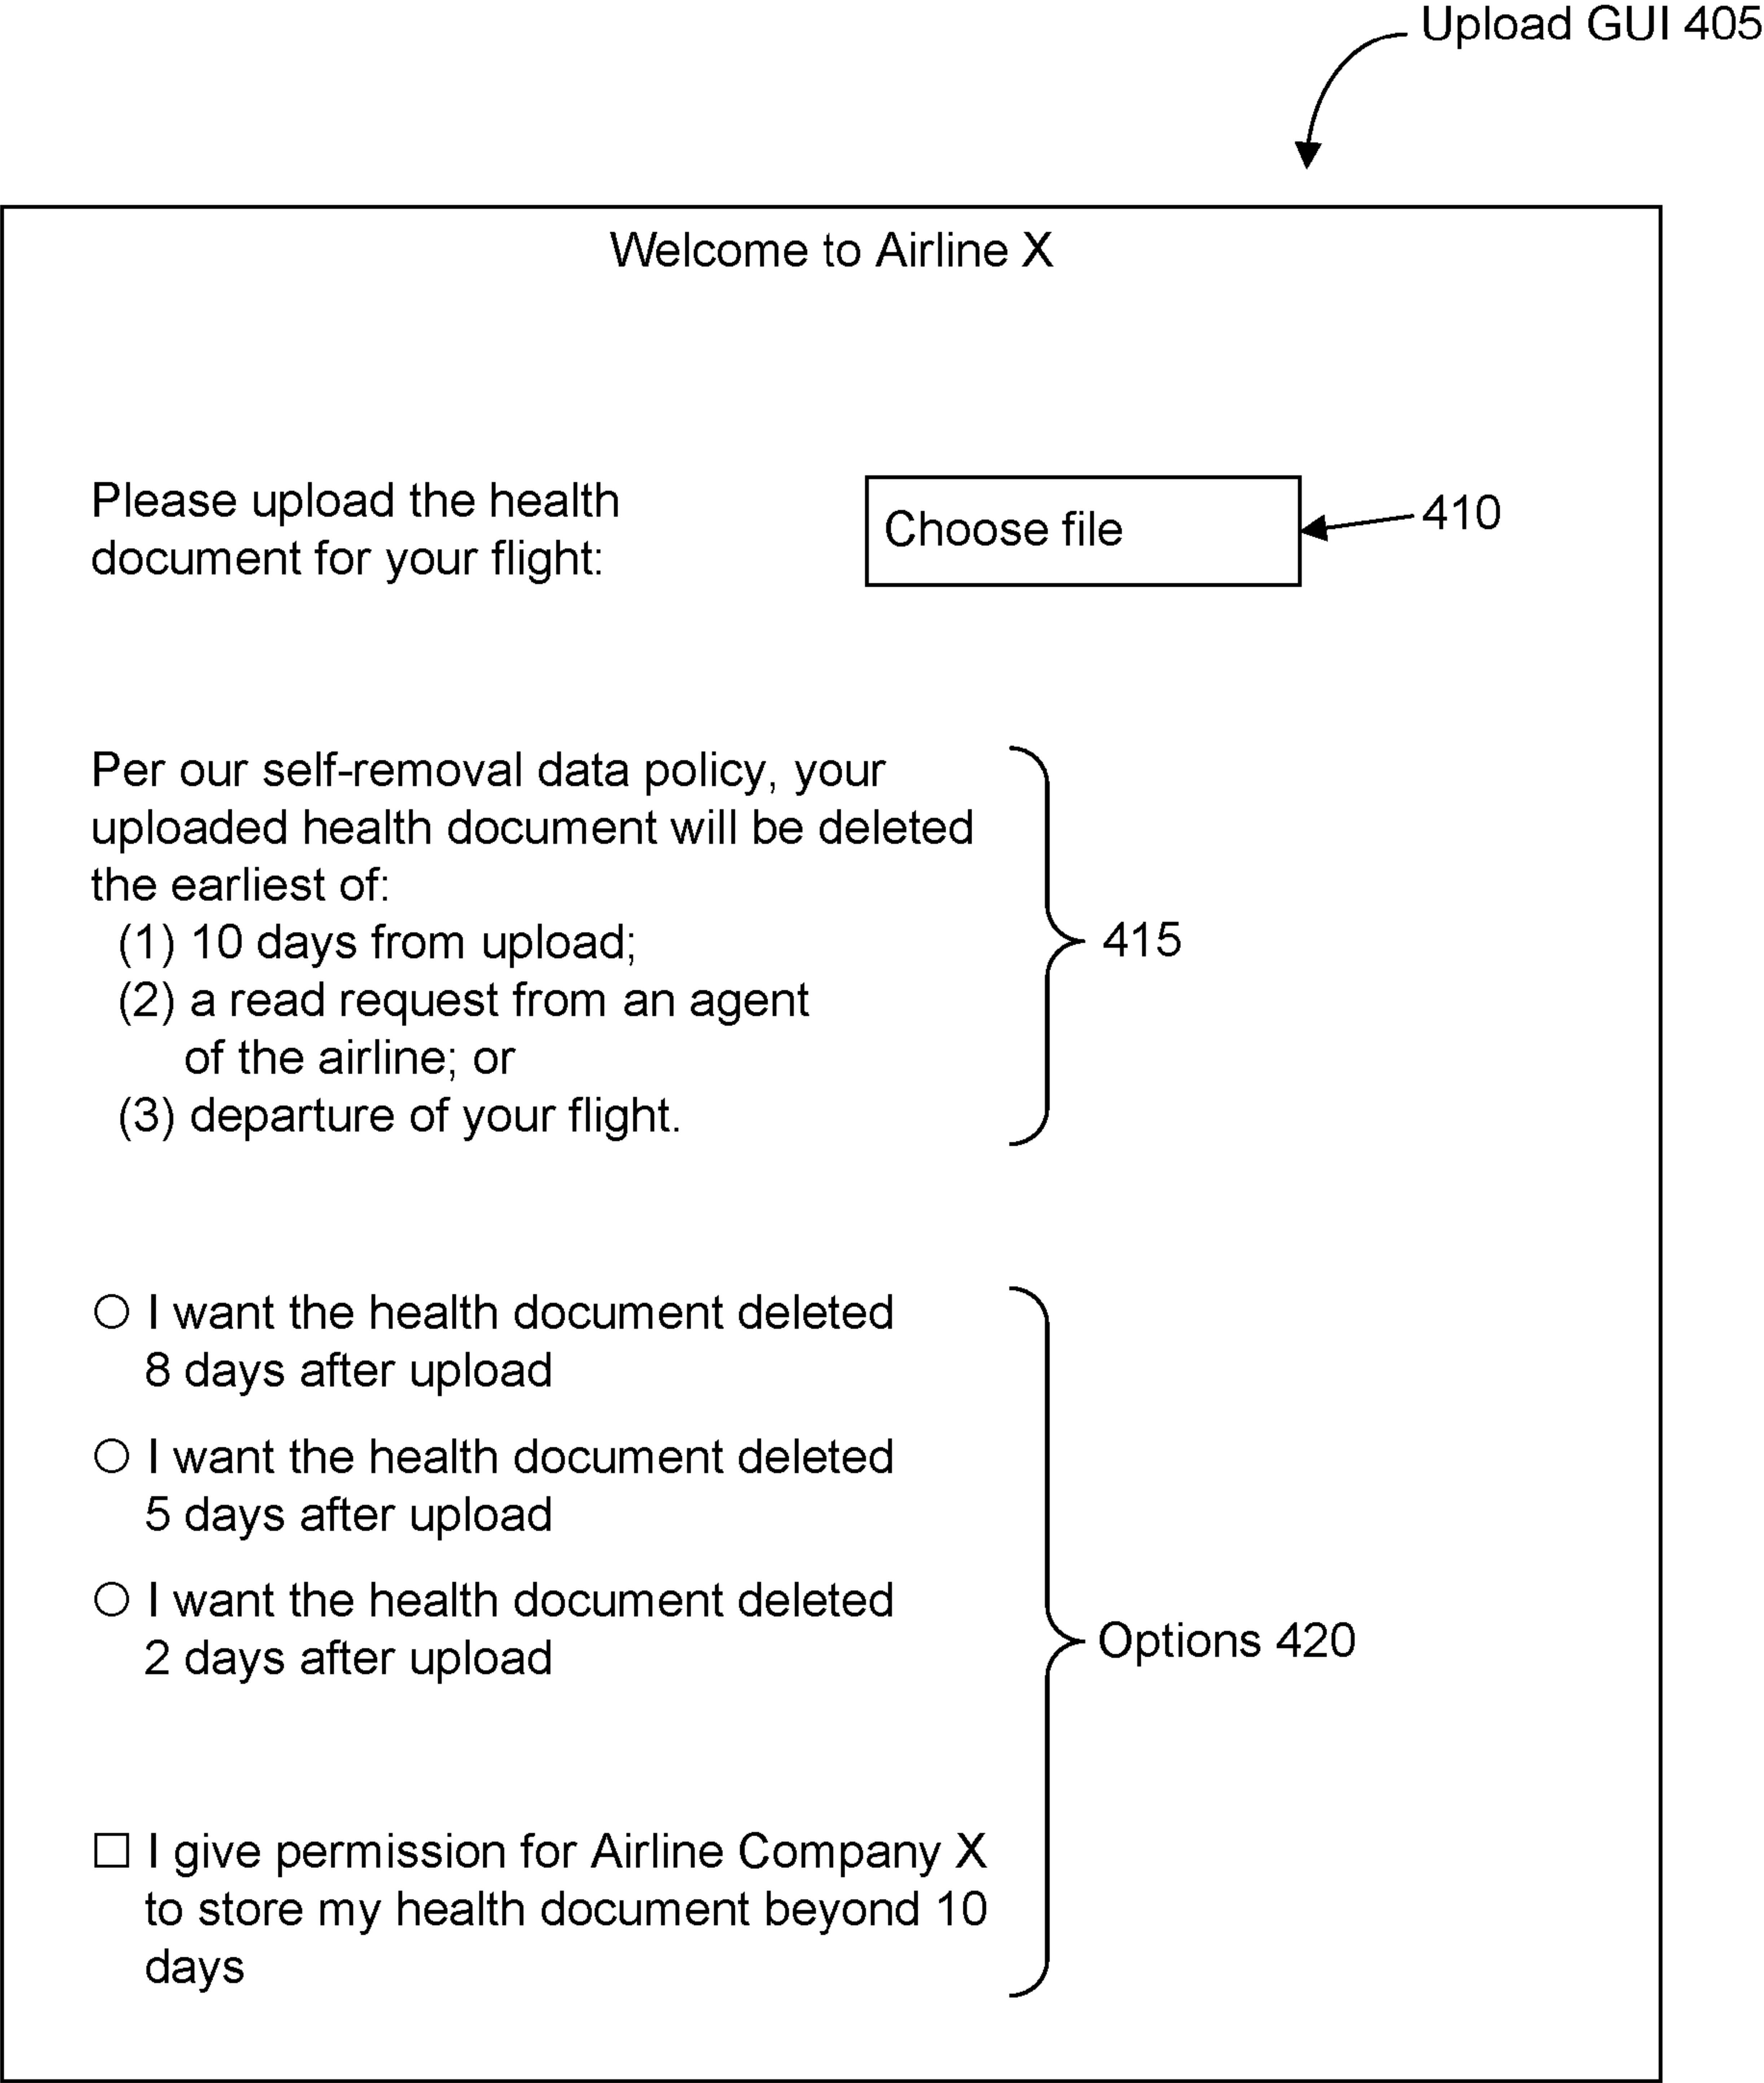 Upload GUI 405
Welcome to Airline X
Please upload the health
document for your flight:
Choose file
410
Per our self-removal data policy, your
uploaded health document will be deleted
the earliest of:
(1) 10 days from upload;
(2) a read request from an agent
of the airline; or
(3) departure of your flight.
415
I want the health document deleted
8 days after upload
I want the health document deleted
5 days after upload
I want the health document deleted
2 days after upload
Options 420
I give permission for Airline Company X
to store my health document beyond 10
days